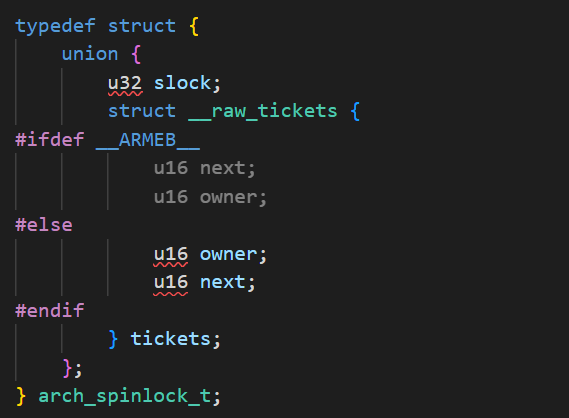 typedef struct {
    union {
        u32 slock;
        struct __raw_tickets {
#ifdef __ARMEB__
            u16 next;
            u16 owner;
#else
            u16 owner;
            u16 next;
#endif
        } tickets;
    };
} arch_spinlock_t;